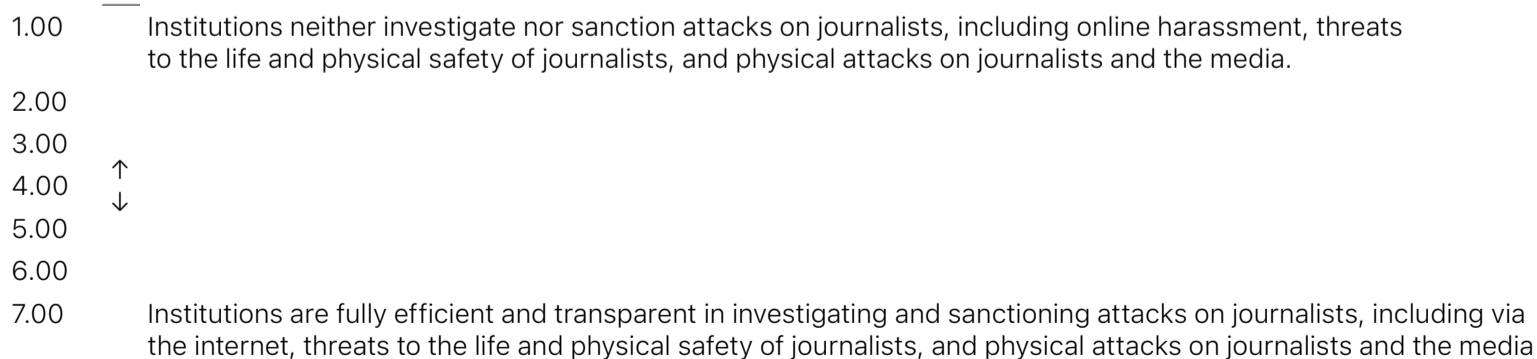 1.00 Institutions neither investigate nor sanction attacks on journalists, including online harassment, threats
to the life and physical safety of journalists, and physical attacks on journalists and the media.
2.00
3.00
↑
4.00
↓
5.00
6.00
7.00 Institutions are fully efficient and transparent in investigating and sanctioning attacks on journalists, including via
the internet, threats to the life and physical safety of journalists, and physical attacks on journalists and the media